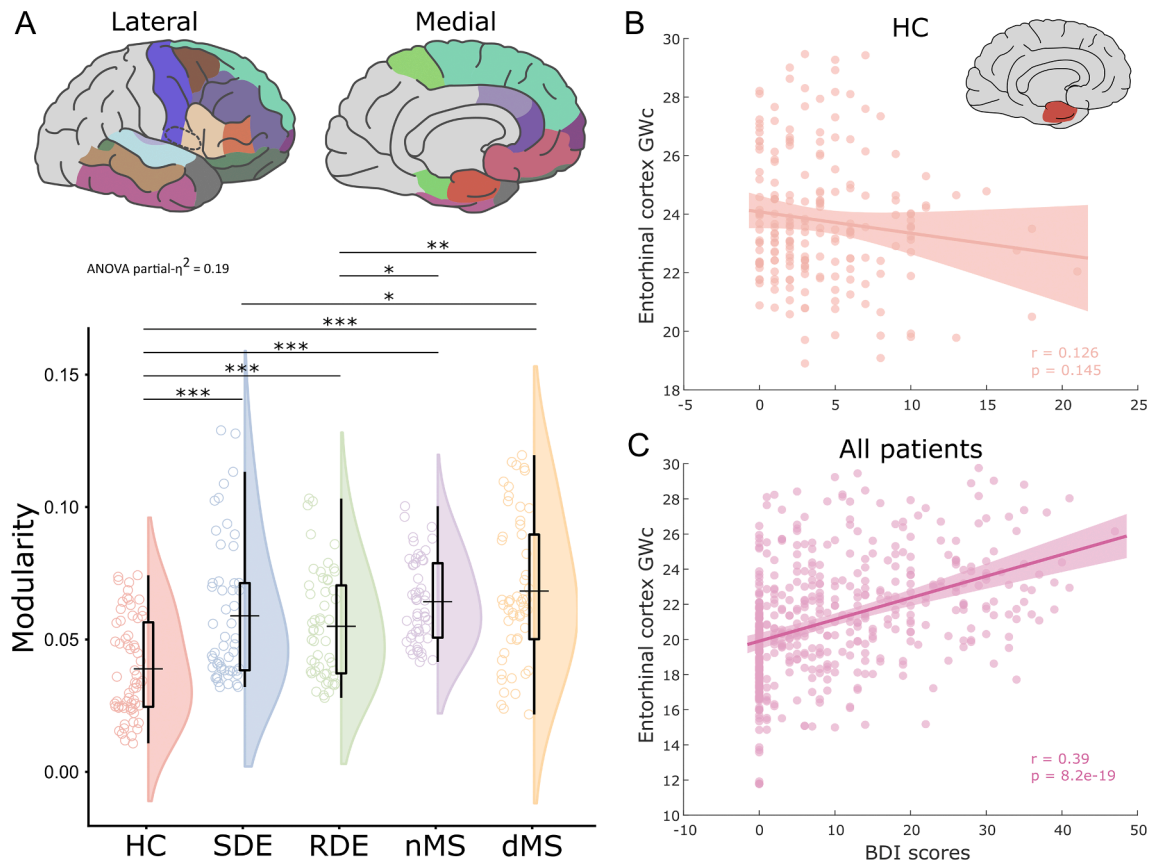 A
Lateral
Medial
ANOVA partial-η2 = 0.19
**
*
*
***
***
***
***
Modularity
0.15
0.10
0.05
0.00
HC
SDE
RDE
nMS
dMS
B
HC
Entorhinal cortex GWc
30
28
26
24
22
20
18
-5
0
5
10
15
20
25
r = 0.126
p = 0.145
C
All patients
Entorhinal cortex GWc
30
28
26
24
22
20
18
16
14
12
10
-10
0
10
20
30
40
50
r = 0.39
p = 8.2e-19
BDI scores